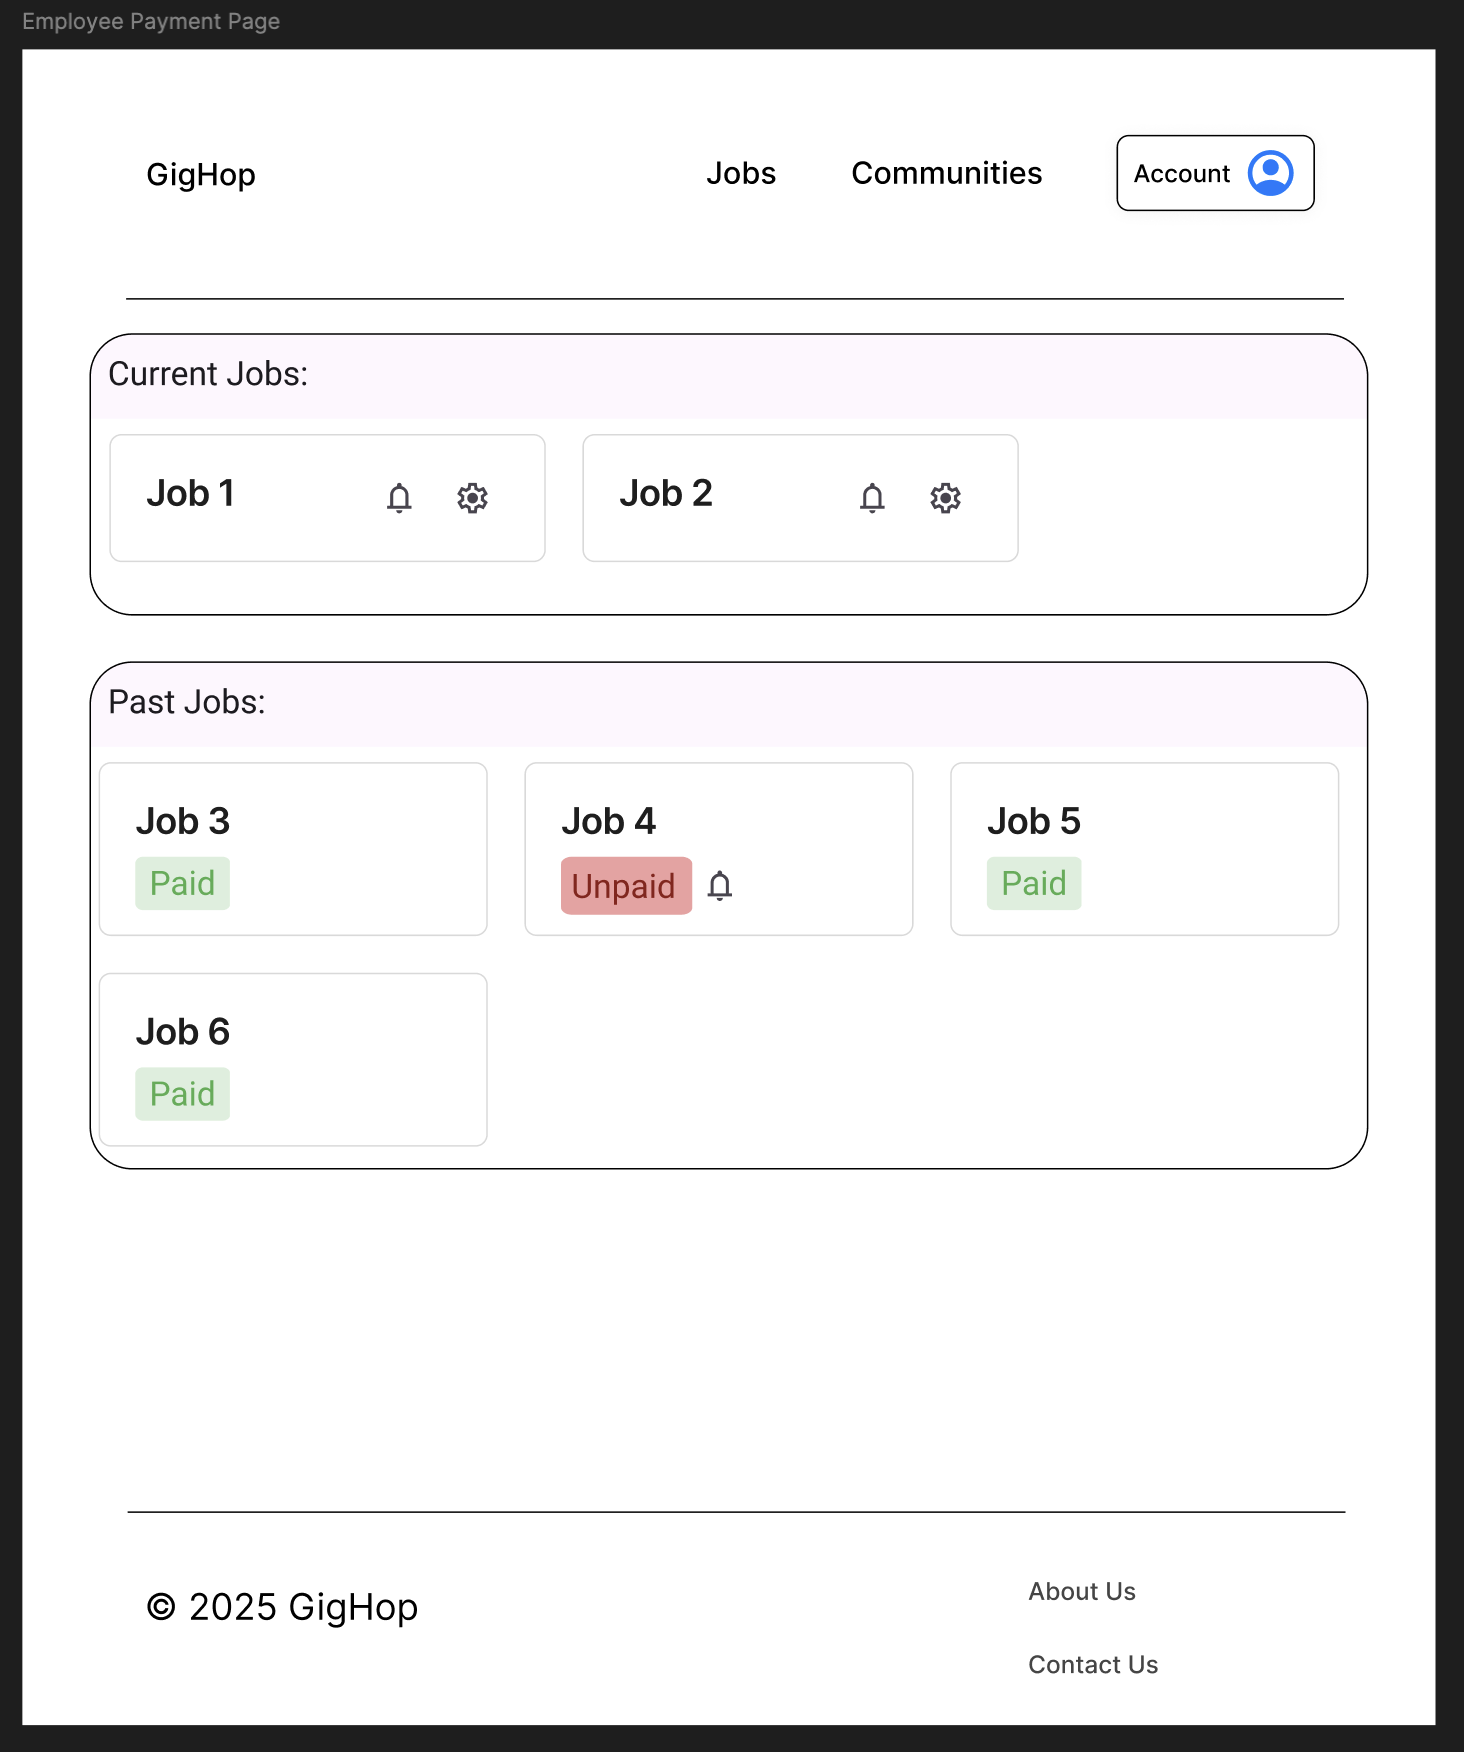 Employee Payment Page
GigHop
Jobs
Communities
Account
Current Jobs:
Job 1
Job 2
Past Jobs:
Job 3
Paid
Job 4
Unpaid
Job 5
Paid
Job 6
Paid
© 2025 GigHop
About Us
Contact Us